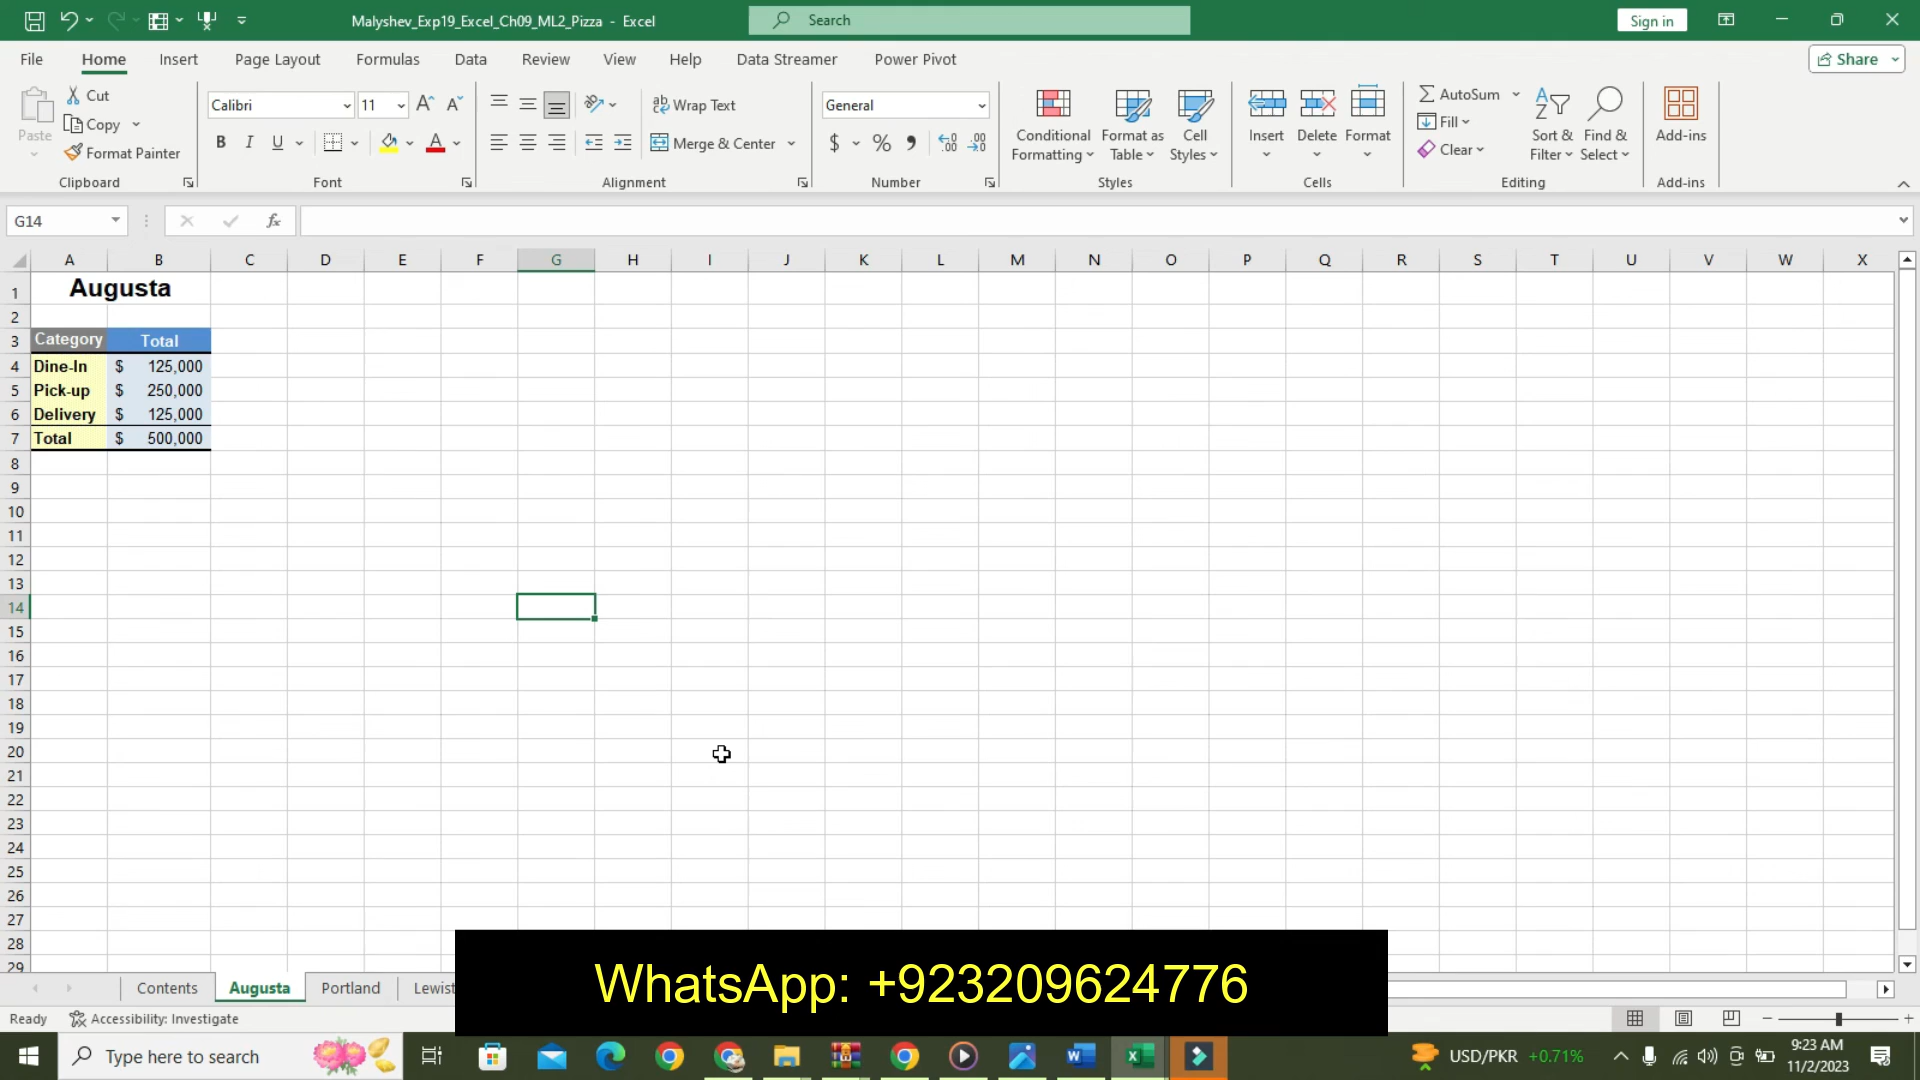 Malyshev_Exp19_Excel_Ch09_ML2_Pizza - Excel
Search
Sign in
File Home Insert Page Layout Formulas Data Review View Help Data Streamer Power Pivot
Share
Paste
Cut
Copy
Format Painter
Clipboard
Calibri 11 A A
B I U A
Font
ab Wrap Text
Merge & Center
Alignment
General
$ % , .00
Number
Conditional Formatting
Format as Table
Cell Styles
Styles
Insert Delete Format
Cells
AutoSum
Fill
Clear
Sort & Filter
Find & Select
Editing
Add-ins
Add-ins
G14
fx
A B C D E F G H I J K L M N O P Q R S T U V W X
1 Augusta
2
3 Category Total
4 Dine-In $ 125,000
5 Pick-up $ 250,000
6 Delivery $ 125,000
7 Total $ 500,000
8
9
10
11
12
13
14
15
16
17
18
19
20
21
22
23
24
25
26
27
28
29
Contents Augusta Portland Lewist
WhatsApp: +923209624776
Ready Accessibility: Investigate
Type here to search
USD/PKR +0.71%
9:23 AM
11/2/2023